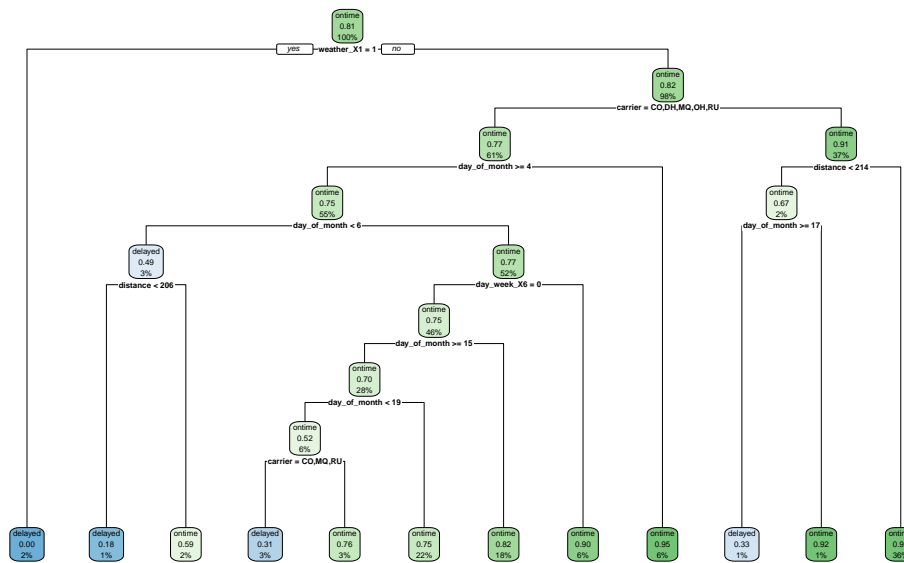 ontime
0.81
100%
yes weather_X1 = 1 no
ontime
0.82
98%
carrier = CO,DH,MQ,OH,RU
ontime
0.77
61%
day_of_month >= 4
ontime
0.91
37%
distance < 214
ontime
0.75
55%
day_of_month < 6
ontime
0.67
2%
day_of_month >= 17
delayed
0.49
3%
distance < 206
ontime
0.77
52%
day_week_X6 = 0
ontime
0.75
46%
day_of_month >= 15
ontime
0.70
28%
day_of_month < 19
ontime
0.52
6%
carrier = CO,MQ,RU
delayed
0.00
2%
delayed
0.18
1%
ontime
0.59
2%
delayed
0.31
3%
ontime
0.76
3%
ontime
0.75
22%
ontime
0.82
18%
ontime
0.90
6%
ontime
0.95
6%
delayed
0.33
1%
ontime
0.92
1%
36%